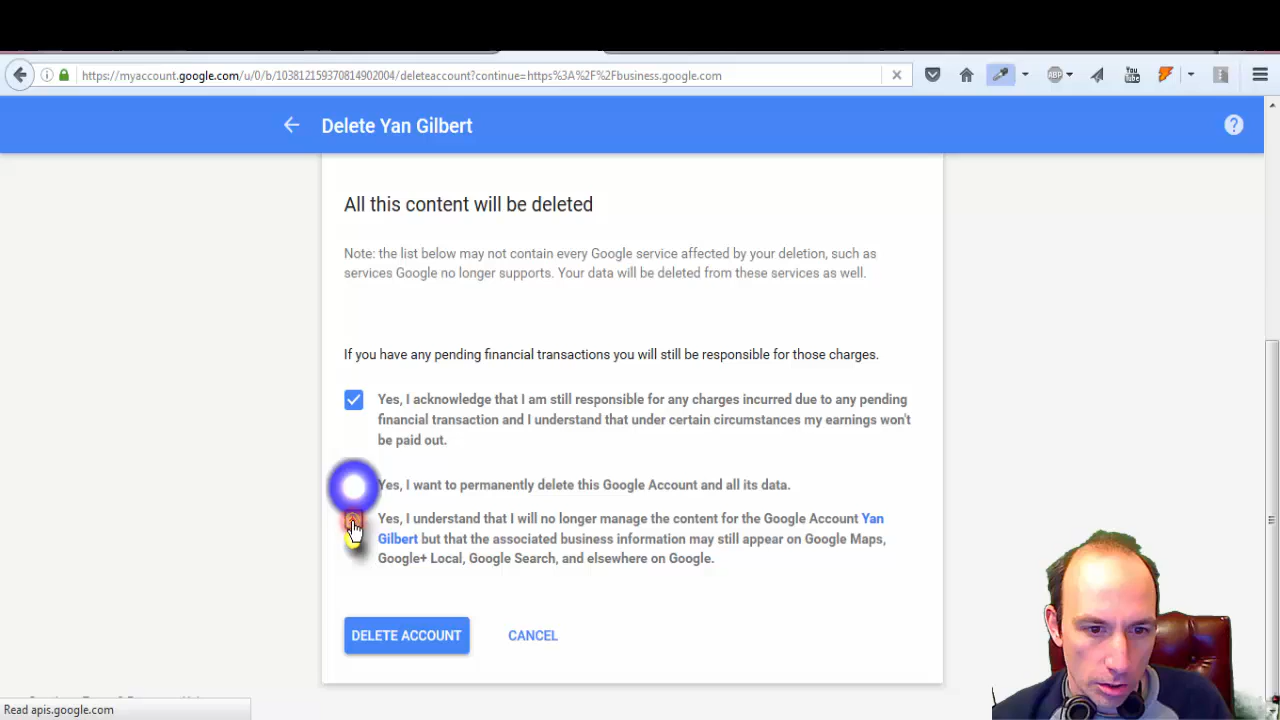 https://myaccount.google.com/u/0/b/103812159370814902004/deleteaccount?continue=https%3A%2F%2Fbusiness.google.com
ABP
You
Tube
Delete Yan Gilbert
?
All this content will be deleted
Note: the list below may not contain every Google service affected by your deletion, such as
services Google no longer supports. Your data will be deleted from these services as well.
If you have any pending financial transactions you will still be responsible for those charges.
Yes, I acknowledge that I am still responsible for any charges incurred due to any pending
financial transaction and I understand that under certain circumstances my earnings won't
be paid out.
Yes, I want to permanently delete this Google Account and all its data.
Yes, I understand that I will no longer manage the content for the Google Account Yan
Gilbert but that the associated business information may still appear on Google Maps,
Google+ Local, Google Search, and elsewhere on Google.
DELETE ACCOUNT CANCEL
Read apis.google.com